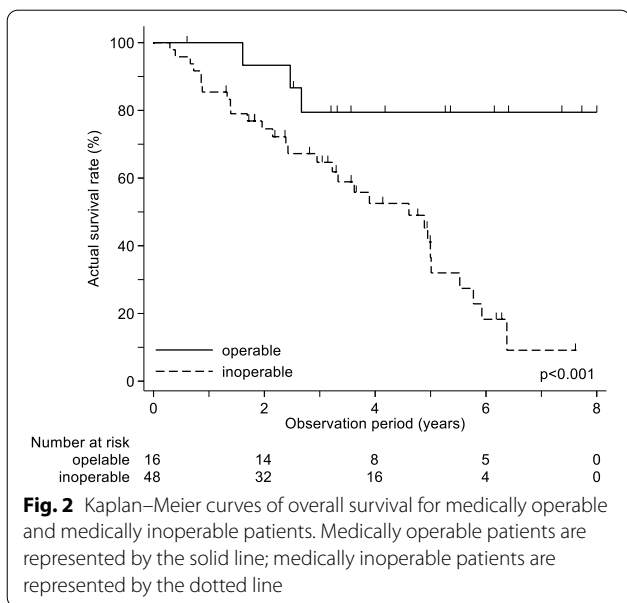 100
80
60
40
20
0
Actual survival rate (%)
operable
inoperable
p<0.001
0 2 4 6 8
Observation period (years)
Number at risk
opelable 16 14 8 5 0
inoperable 48 32 16 4 0
Fig. 2 Kaplan–Meier curves of overall survival for medically operable
and medically inoperable patients. Medically operable patients are
represented by the solid line; medically inoperable patients are
represented by the dotted line